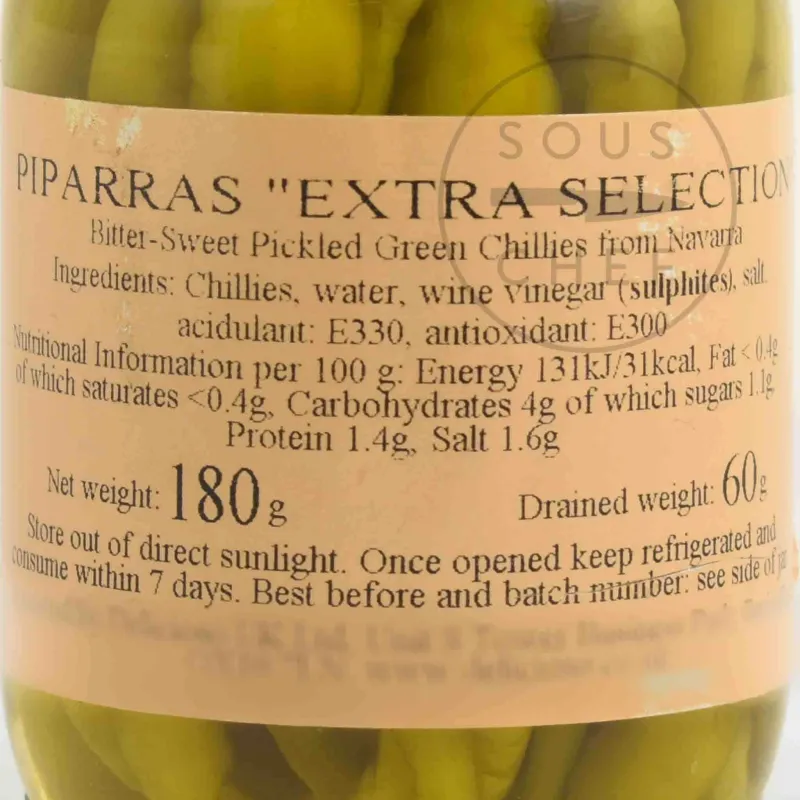 SOUS
CHEF
PIPARRAS "EXTRA SELECTION
Bitter-Sweet Pickled Green Chillies from Navarra
Ingredients: Chillies, water, wine vinegar (sulphites), salt,
acidulant: E330, antioxidant: E300
Nutritional Information per 100 g: Energy 131kJ/31kcal, Fat < 0.4g
of which saturates <0.4g, Carbohydrates 4g of which sugars 1.1g
Protein 1.4g, Salt 1.6g
Net weight: 180g
Drained weight: 60g
Store out of direct sunlight. Once opened keep refrigerated and
consume within 7 days. Best before and batch number: see side of jar